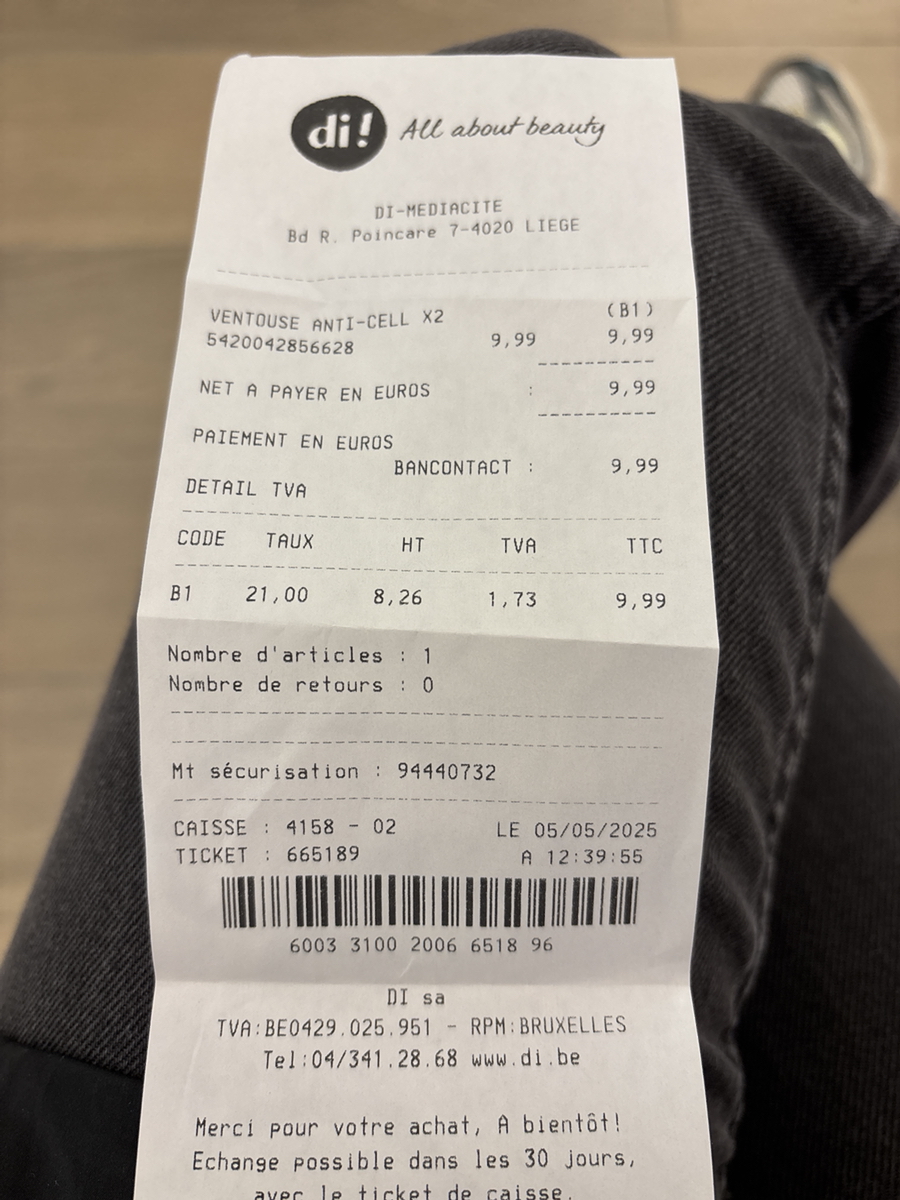 di! All about beauty
DI-MEDIACITE
Bd R. Poincare 7-4020 LIEGE
(B1)
VENTOUSE ANTI-CELL X2
5420042856628 9,99 9,99
NET A PAYER EN EUROS : 9,99
PAIEMENT EN EUROS
BANCONTACT : 9,99
DETAIL TVA
CODE TAUX HT TVA TTC
B1 21,00 8,26 1,73 9,99
Nombre d'articles : 1
Nombre de retours : 0
Mt sécurisation : 94440732
CAISSE : 4158 - 02 LE 05/05/2025
TICKET : 665189 A 12:39:55
6003 3100 2006 6518 96
DI sa
TVA:BE0429.025.951 - RPM:BRUXELLES
Tel:04/341.28.68 www.di.be
Merci pour votre achat, A bientôt!
Echange possible dans les 30 jours,
avec le ticket de caisse.